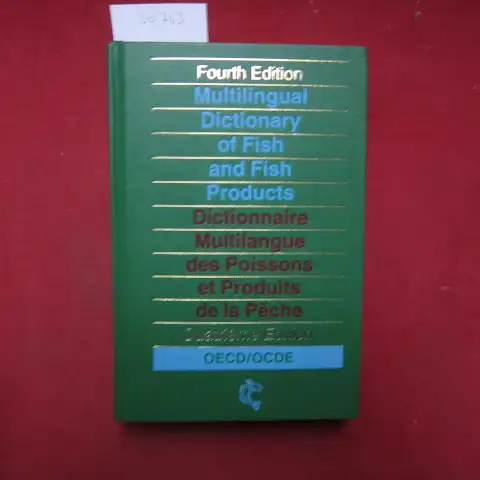 Fourth Edition
Multilingual
Dictionary
of Fish
and Fish
Products
Dictionnaire
Multilangue
des Poissons
et Produits
de la Pêche
Quatrième Édition
OECD/OCDE